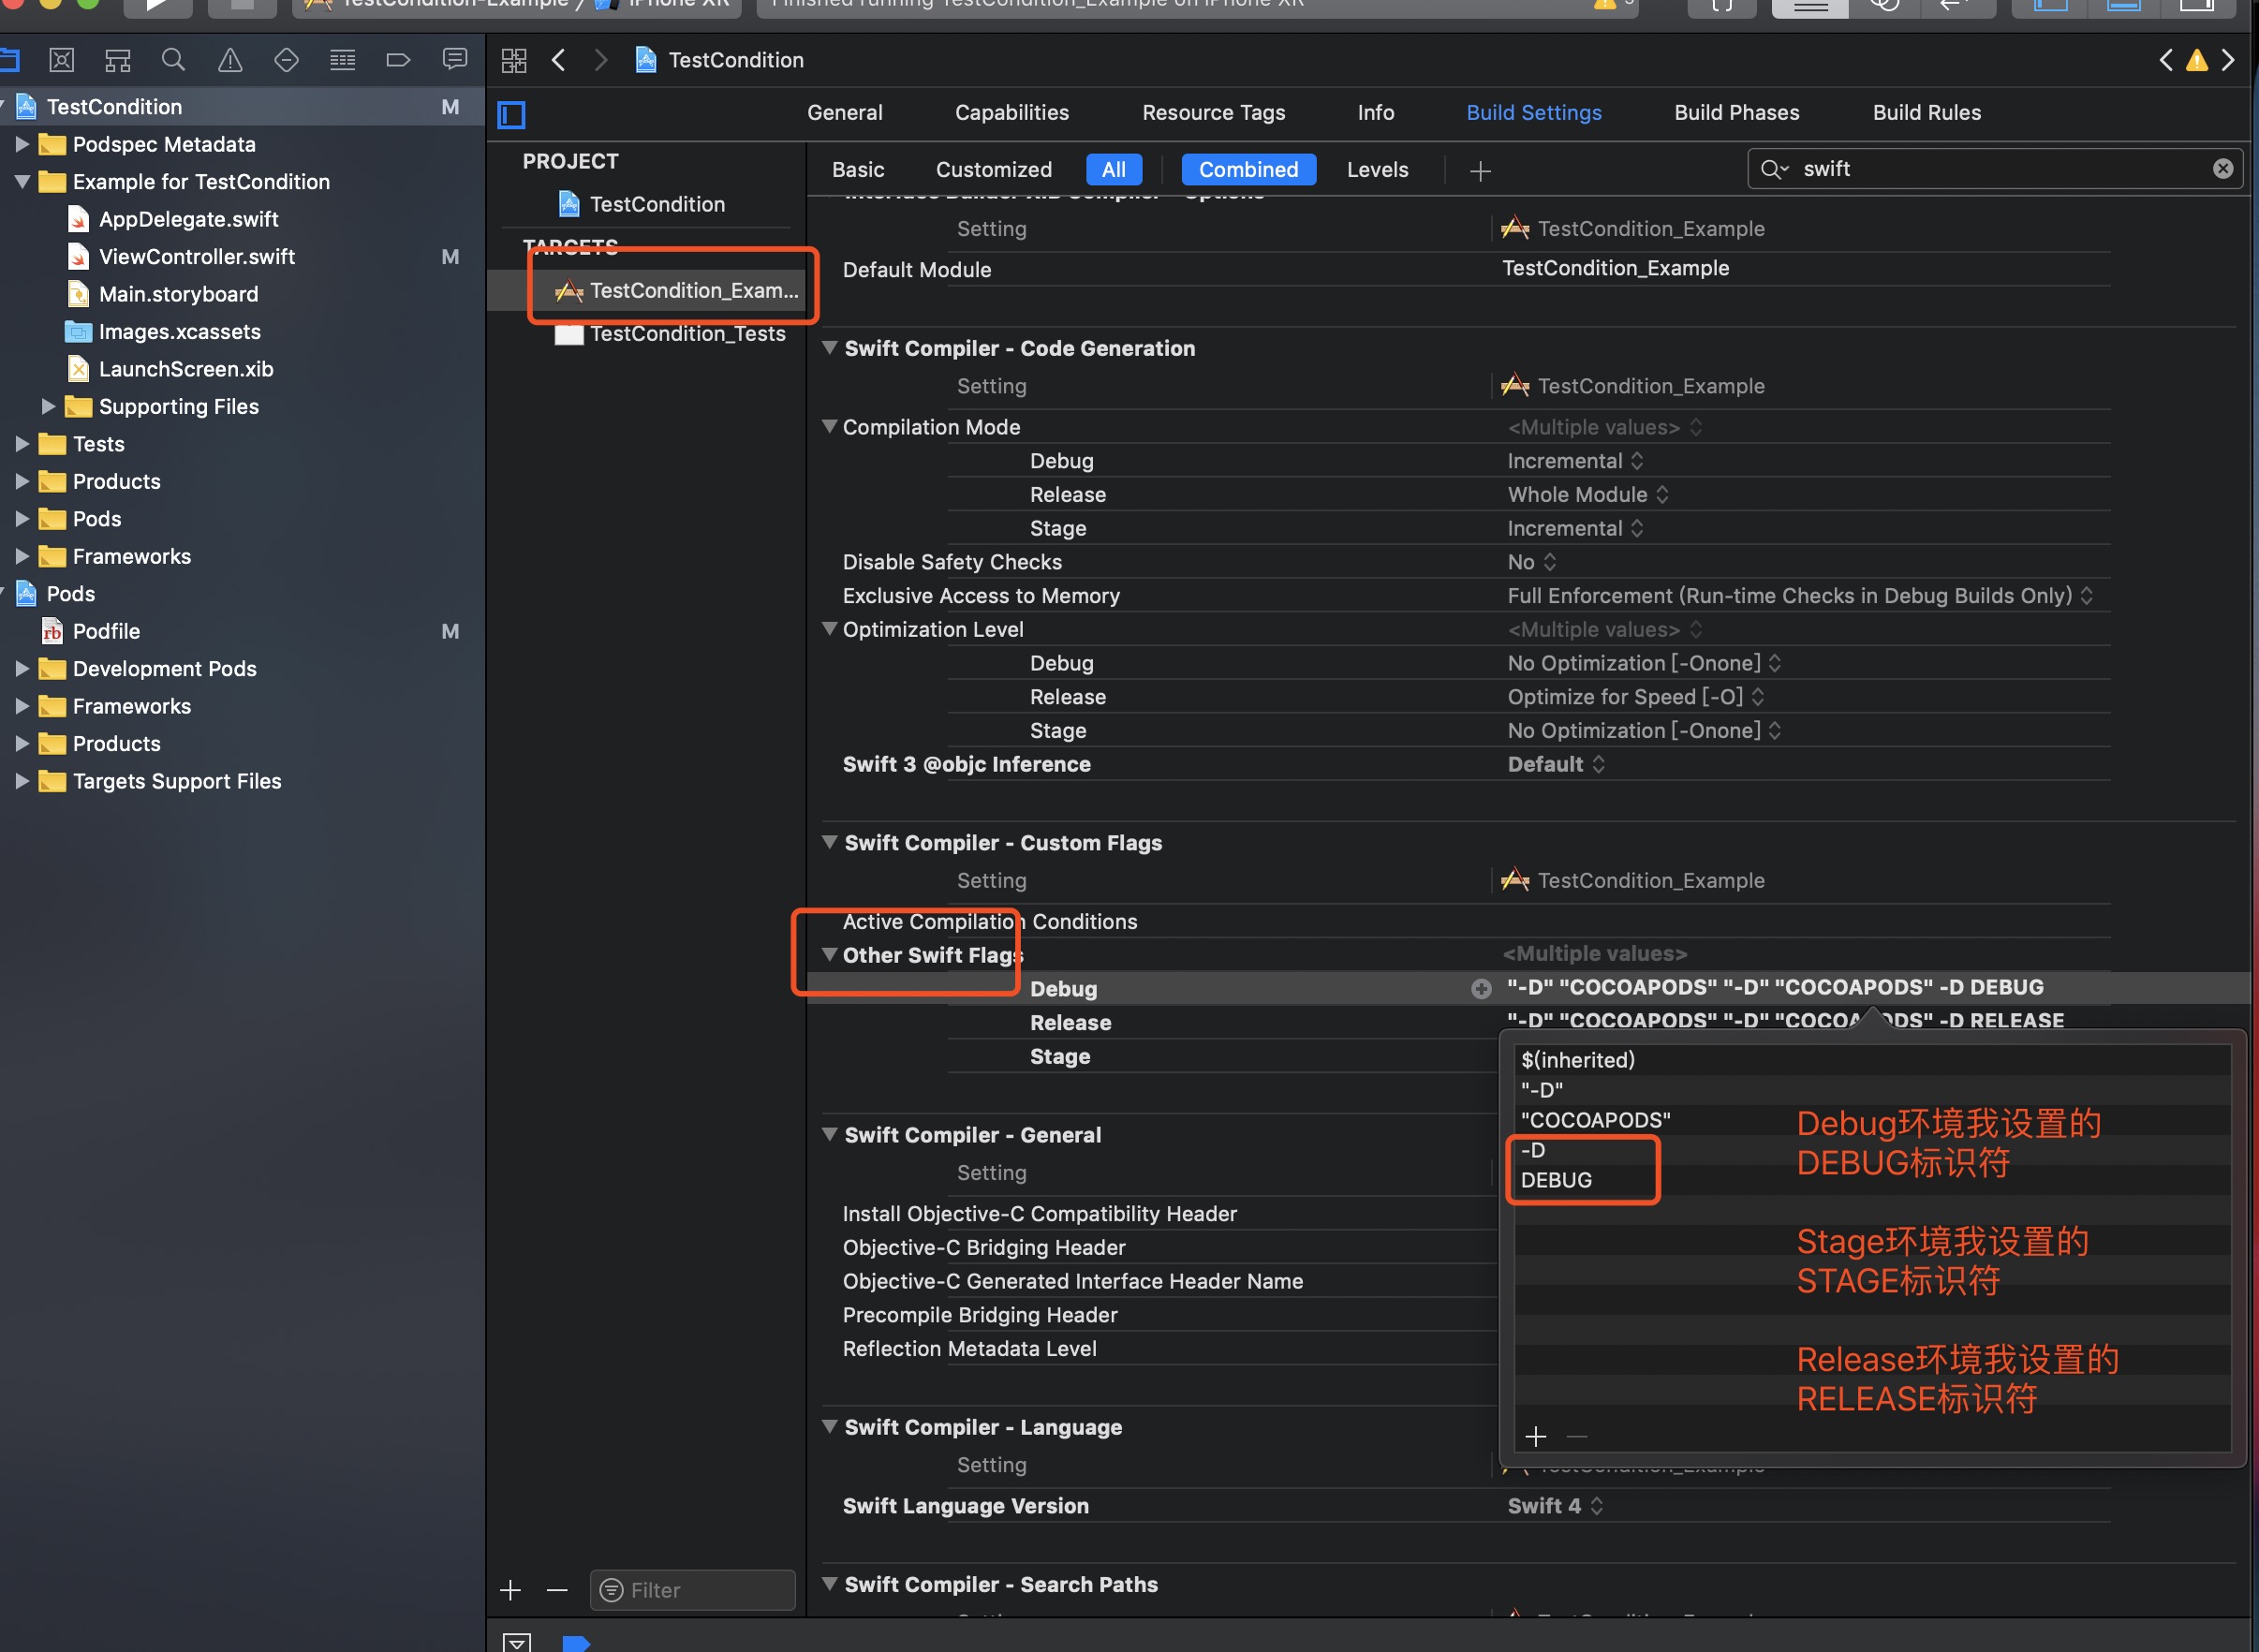 TestCondition-Example / iPhone XR
Finished running TestCondition_Example on iPhone XR
TestCondition
TestCondition M
General Capabilities Resource Tags Info Build Settings Build Phases Build Rules
Podspec Metadata
Example for TestCondition
AppDelegate.swift
ViewController.swift M
Main.storyboard
Images.xcassets
LaunchScreen.xib
Supporting Files
Tests
Products
Pods
Frameworks
Pods
rb Podfile M
Development Pods
Frameworks
Products
Targets Support Files
PROJECT
TestCondition
TARGETS
TestCondition_Exam...
TestCondition_Tests
Filter
Basic Customized All Combined Levels swift
Interface Builder XIB Compiler - Options
Setting TestCondition_Example
Default Module TestCondition_Example
Swift Compiler - Code Generation
Setting TestCondition_Example
Compilation Mode <Multiple values>
Debug Incremental
Release Whole Module
Stage Incremental
Disable Safety Checks No
Exclusive Access to Memory Full Enforcement (Run-time Checks in Debug Builds Only)
Optimization Level <Multiple values>
Debug No Optimization [-Onone]
Release Optimize for Speed [-O]
Stage No Optimization [-Onone]
Swift 3 @objc Inference Default
Swift Compiler - Custom Flags
Setting TestCondition_Example
Active Compilation Conditions
Other Swift Flags <Multiple values>
Debug "-D" "COCOAPODS" "-D" "COCOAPODS" -D DEBUG
Release "-D" "COCOAPODS" "-D" "COCOAPODS" -D RELEASE
Stage
$(inherited)
"-D"
"COCOAPODS"
-D
DEBUG
Debug环境我设置的
DEBUG标识符
Stage环境我设置的
STAGE标识符
Release环境我设置的
RELEASE标识符
Swift Compiler - General
Setting
Install Objective-C Compatibility Header
Objective-C Bridging Header
Objective-C Generated Interface Header Name
Precompile Bridging Header
Reflection Metadata Level
Swift Compiler - Language
Setting TestCondition_Example
Swift Language Version Swift 4
Swift Compiler - Search Paths